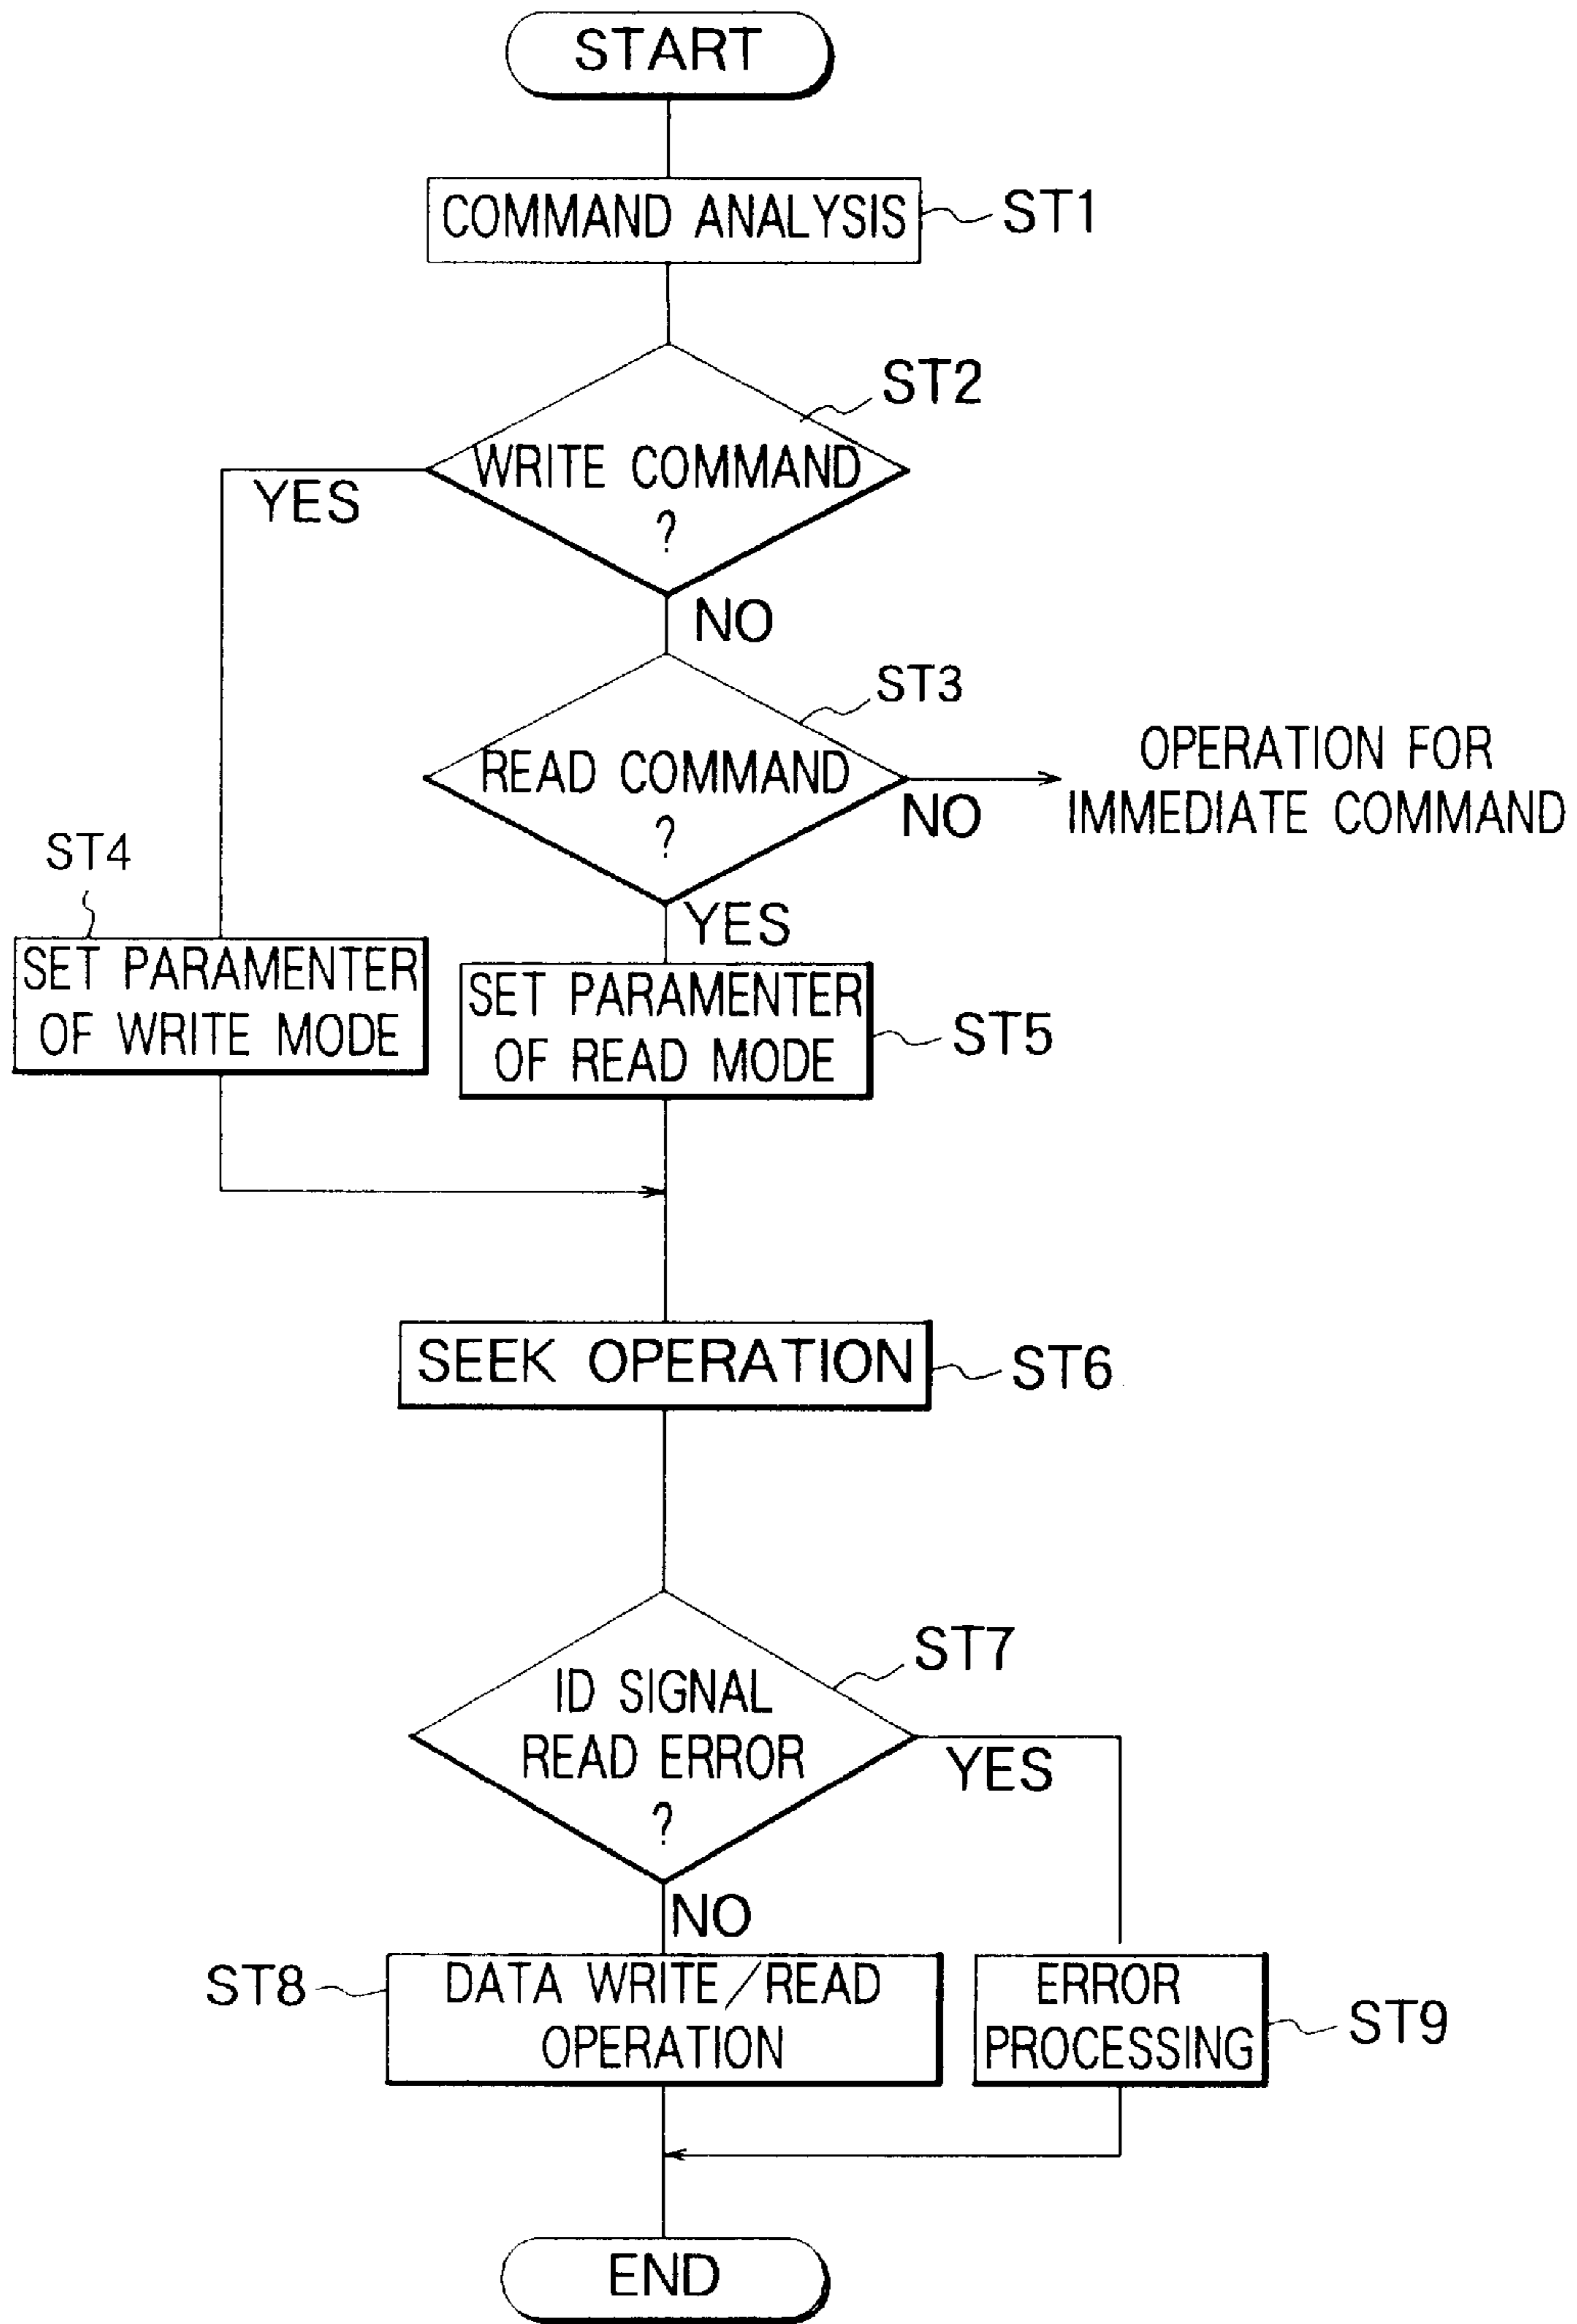 START
COMMAND ANALYSIS
ST1
ST2
WRITE COMMAND
?
YES
NO
ST3
READ COMMAND
?
NO
OPERATION FOR
IMMEDIATE COMMAND
YES
ST4
SET PARAMENTER
OF WRITE MODE
SET PARAMENTER
OF READ MODE
ST5
SEEK OPERATION
ST6
ST7
ID SIGNAL
READ ERROR
?
YES
NO
ST8
DATA WRITE/READ
OPERATION
ERROR
PROCESSING
ST9
END